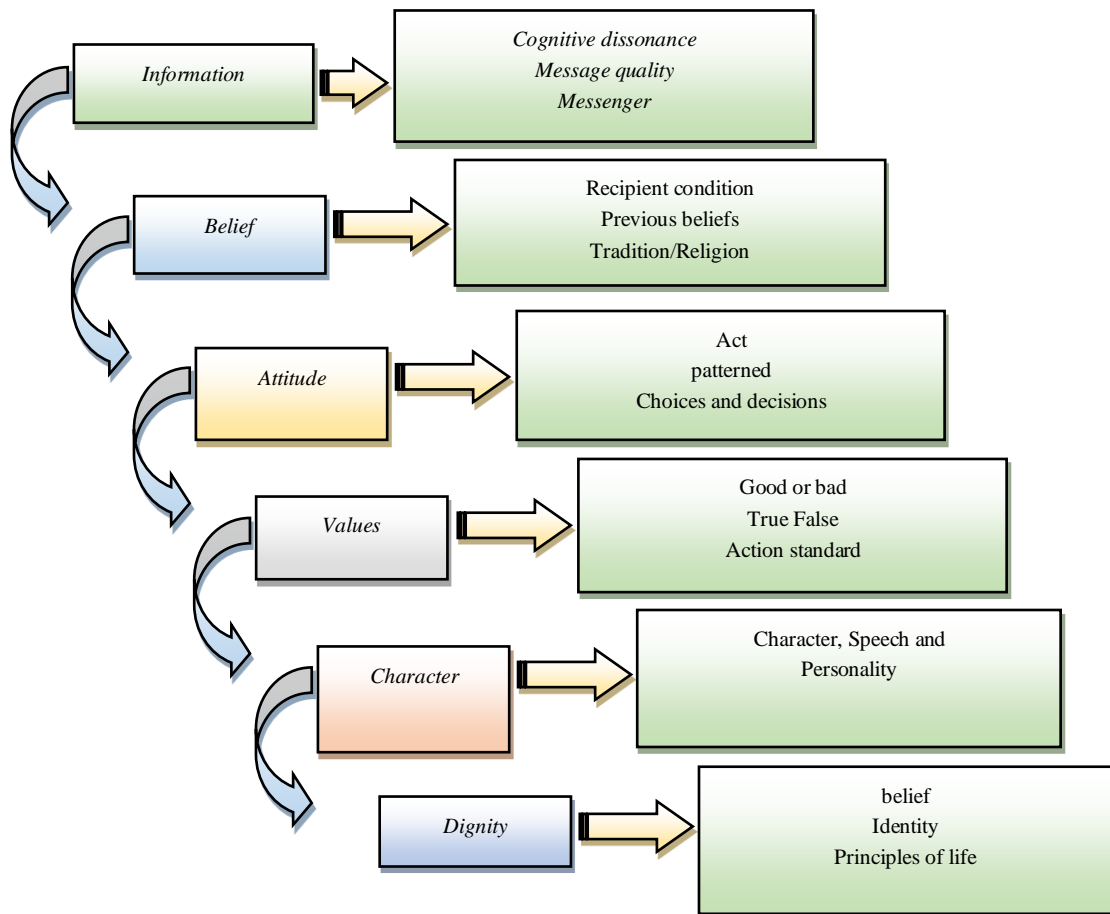 Information
Cognitive dissonance
Message quality
Messenger
Belief
Recipient condition
Previous beliefs
Tradition/Religion
Attitude
Act
patterned
Choices and decisions
Values
Good or bad
True False
Action standard
Character
Character, Speech and
Personality
Dignity
belief
Identity
Principles of life